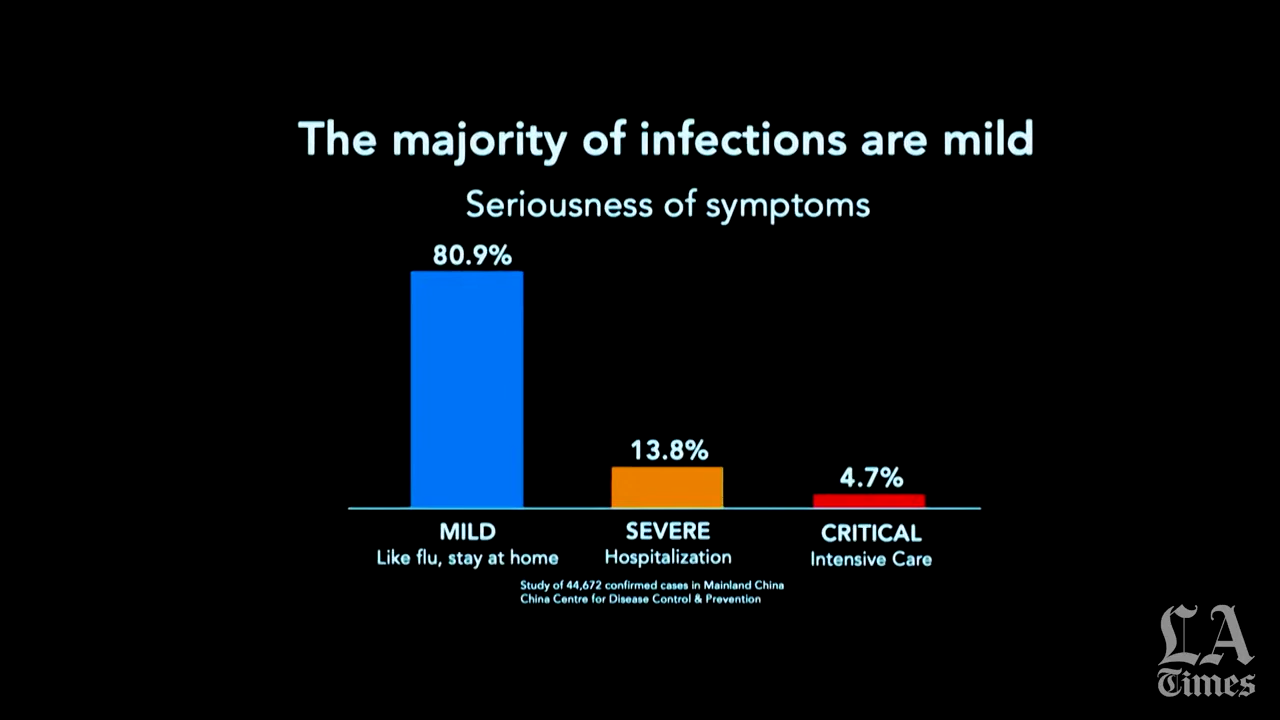 The majority of infections are mild
Seriousness of symptoms
80.9%
13.8%
4.7%
MILD
SEVERE
CRITICAL
Like flu, stay at home
Hospitalization
Intensive Care
Study of 44,672 confirmed cases in Mainland China
China Centre for Disease Control & Prevention
LA
Times